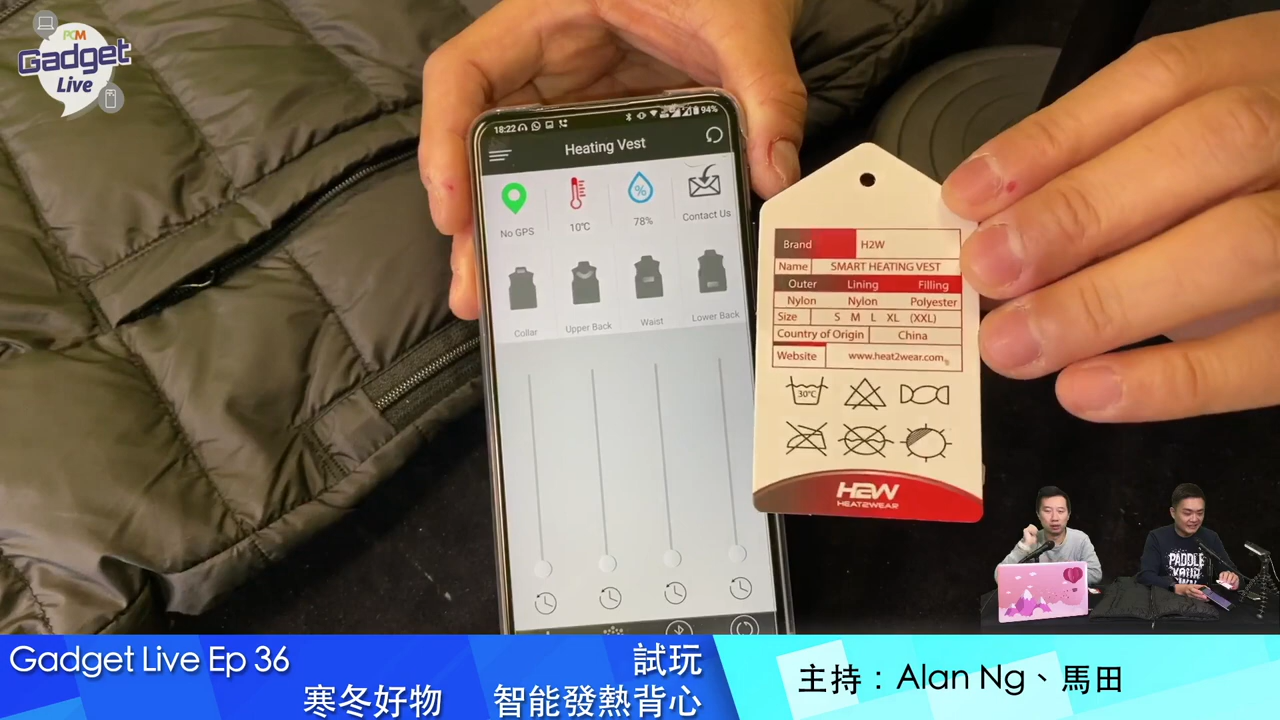 PCM
Gadget
Live
18:22
94%
Heating Vest
No GPS
10℃
%
78%
Contact Us
Collar
Upper Back
Waist
Lower Back
Brand H2W
Name SMART HEATING VEST
Outer Lining Filling
Nylon Nylon Polyester
Size S M L XL (XXL)
Country of Origin China
Website www.heat2wear.com
30℃
H2W
HEAT2WEAR
PADDLE
YOUR
OWN
Gadget Live Ep 36
寒冬好物
試玩
智能發熱背心
主持：Alan Ng、馬田